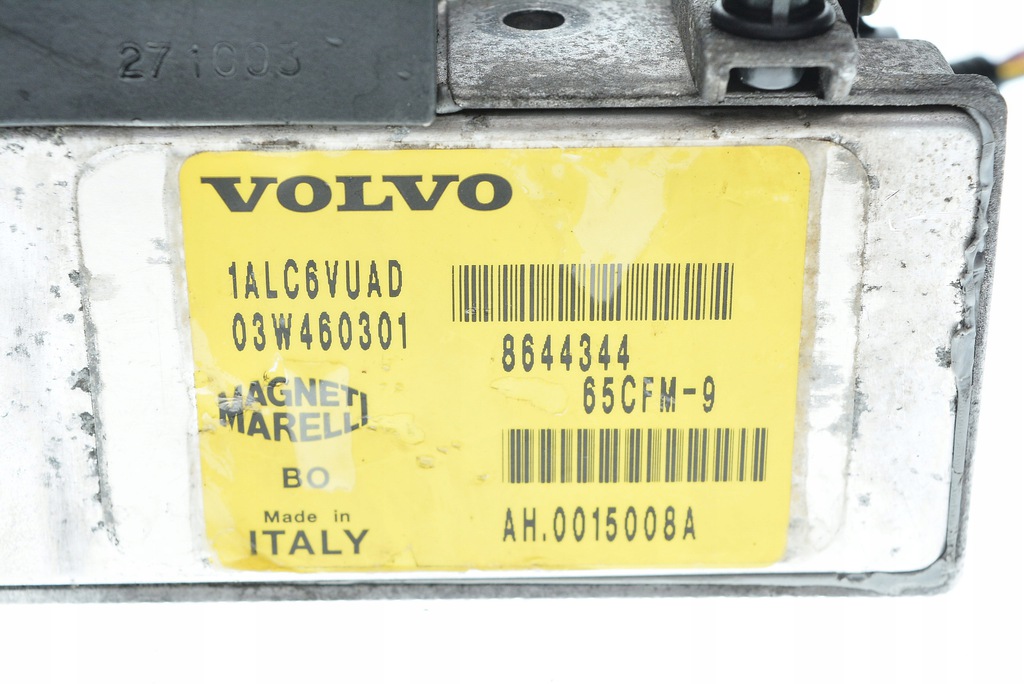 271003
VOLVO
1ALC6VUAD
03W460301
8644344
65CFM-9
MAGNETI
MARELLI
BO
Made in
ITALY
AH.0015008A